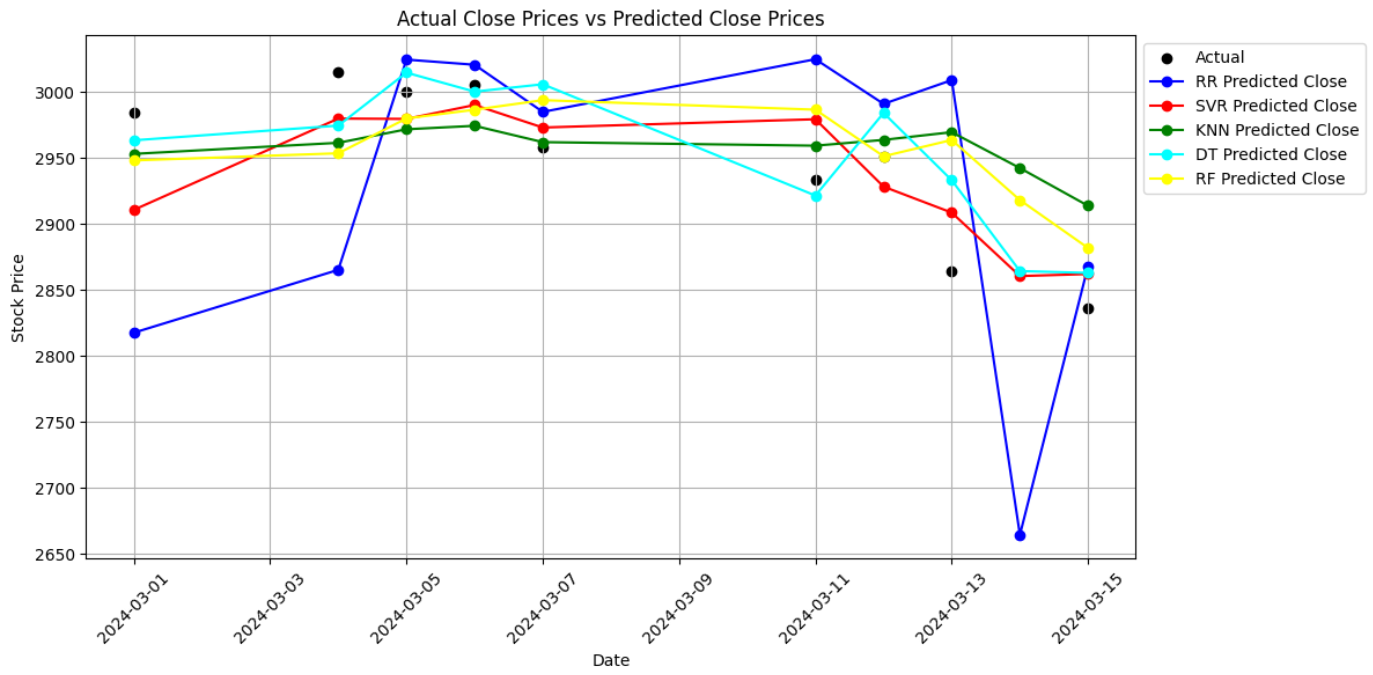 Actual Close Prices vs Predicted Close Prices
Actual
RR Predicted Close
SVR Predicted Close
KNN Predicted Close
DT Predicted Close
RF Predicted Close
Stock Price
3000
2950
2900
2850
2800
2750
2700
2650
2024-03-01
2024-03-03
2024-03-05
2024-03-07
2024-03-09
2024-03-11
2024-03-13
2024-03-15
Date